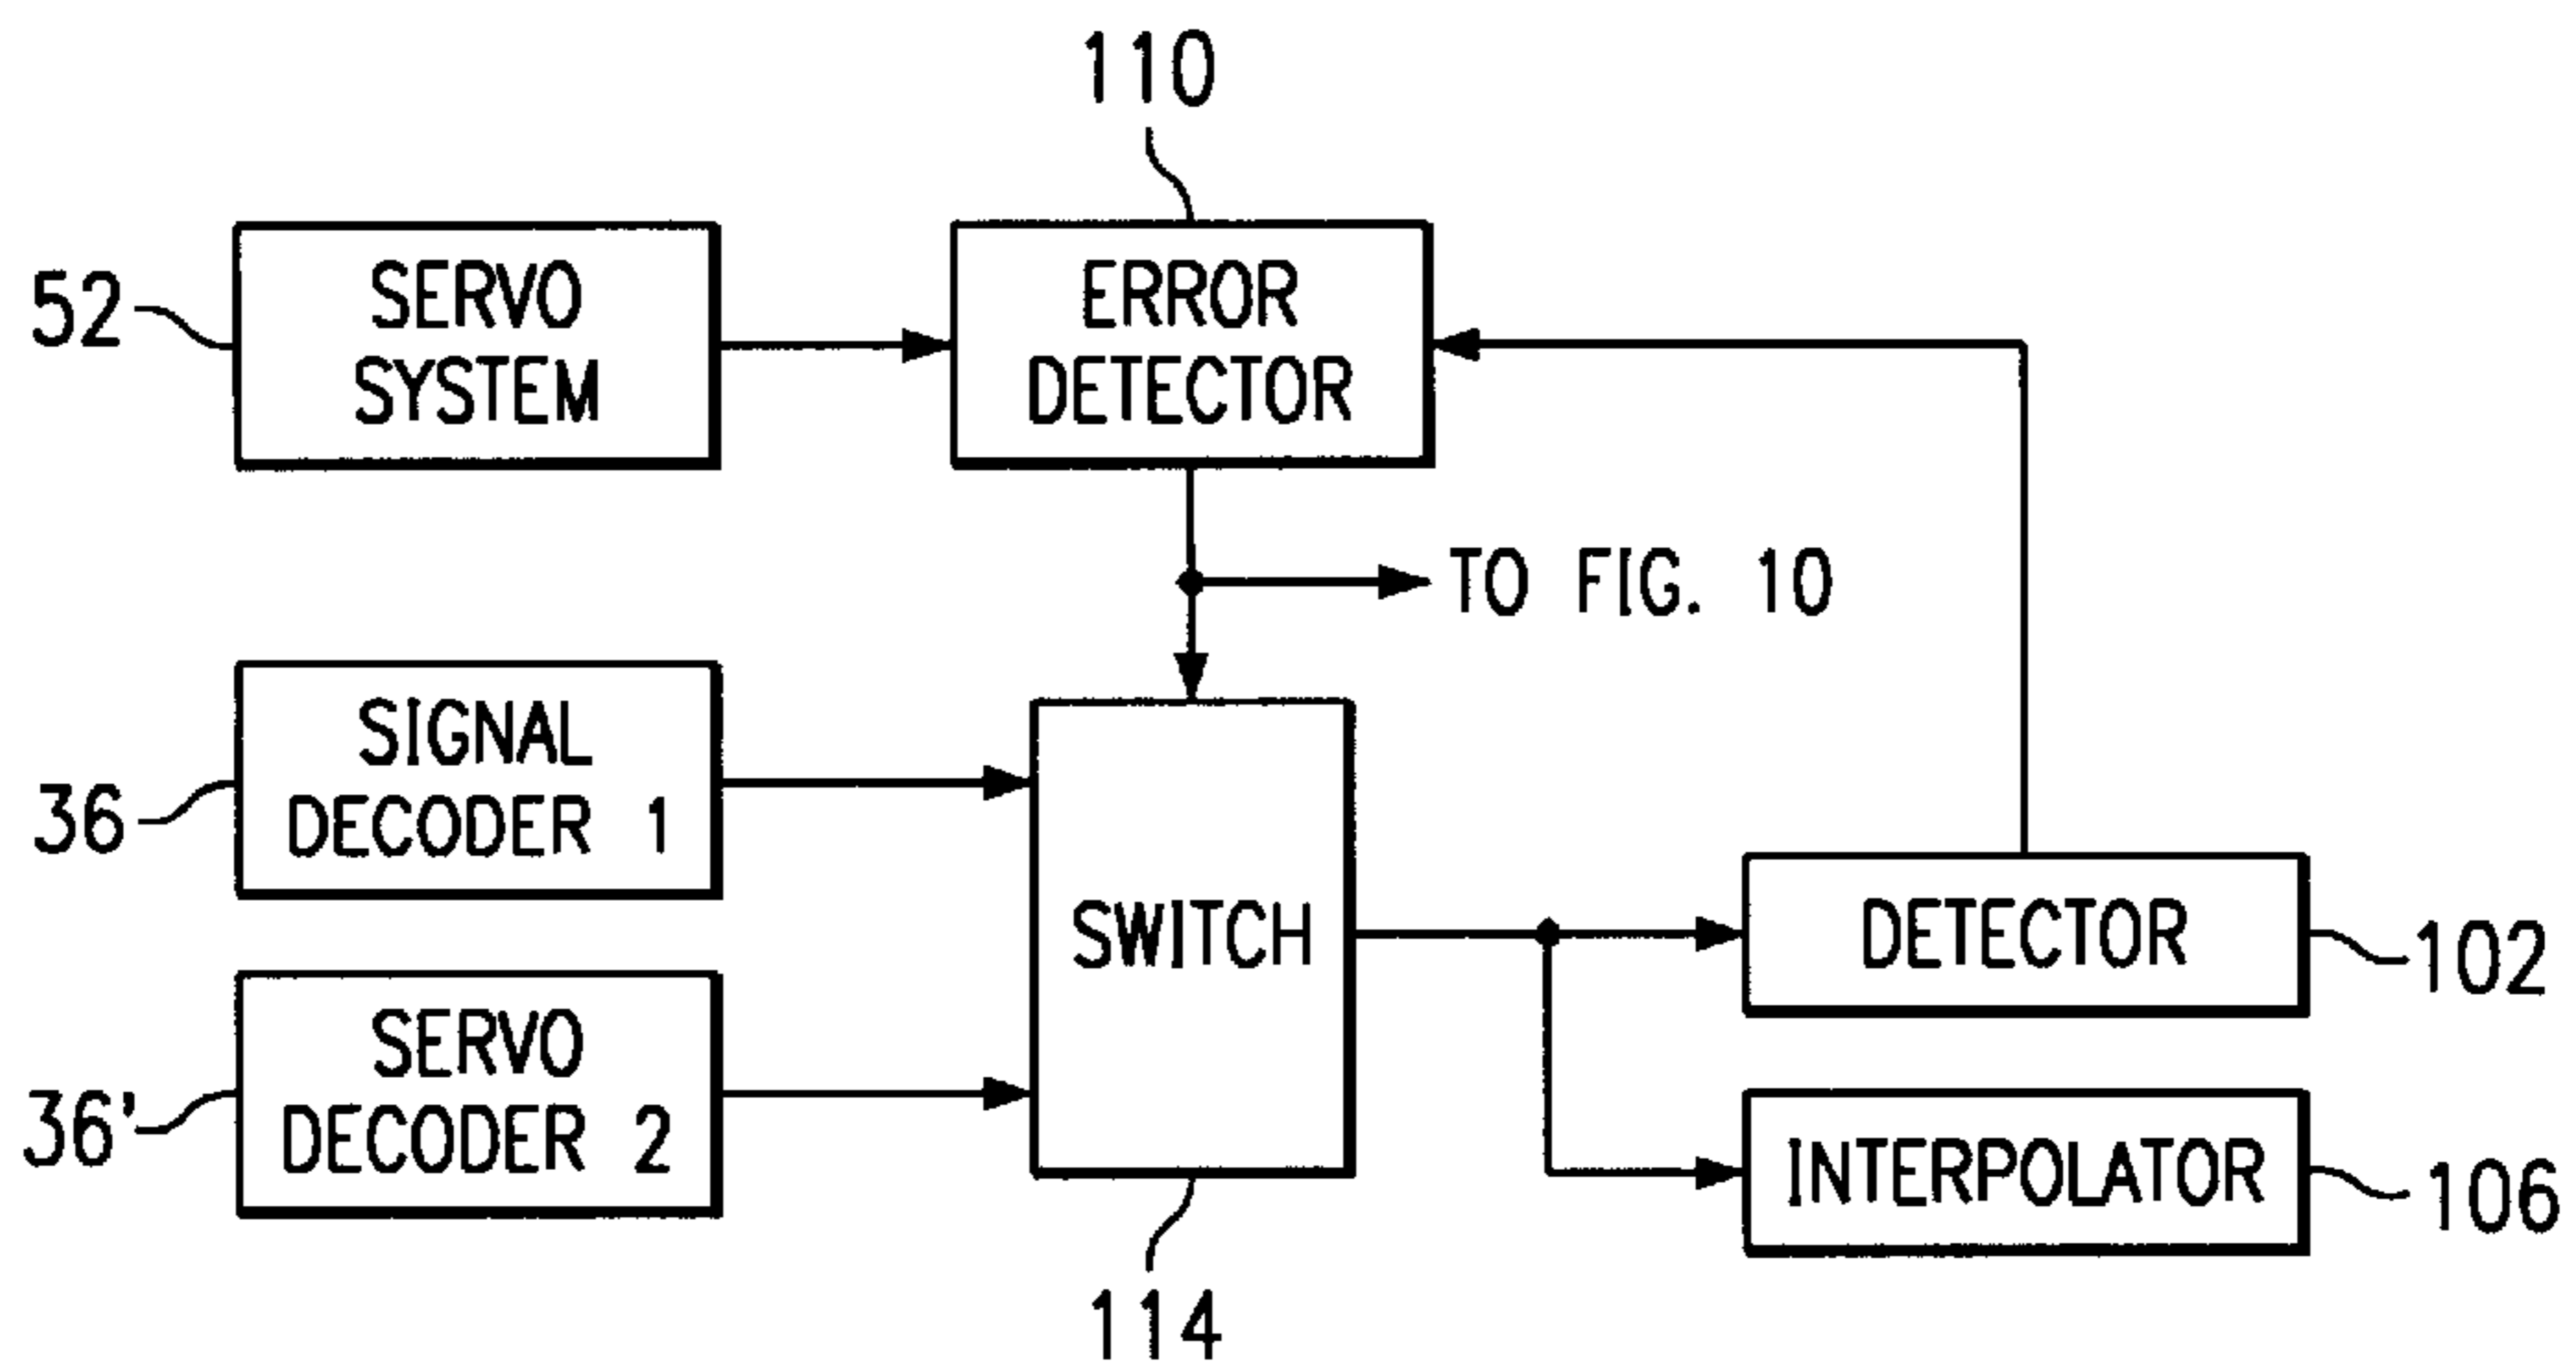 110
52
SERVO
SYSTEM
ERROR
DETECTOR
TO FIG. 10
36
SIGNAL
DECODER 1
36'
SERVO
DECODER 2
SWITCH
114
DETECTOR
102
INTERPOLATOR
106